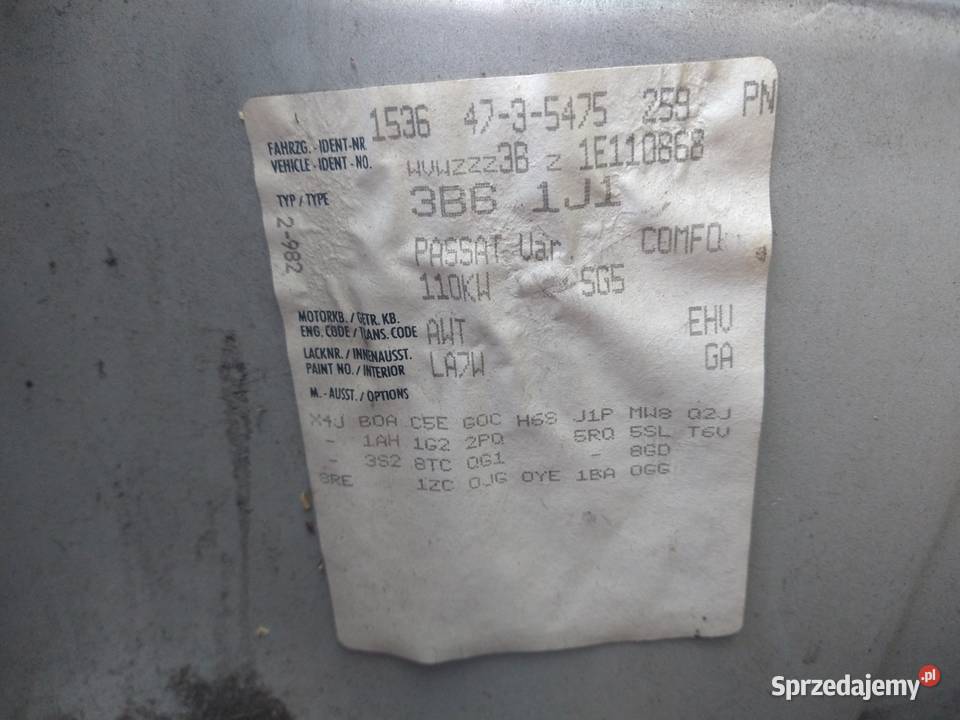 1536 47-3-5475 259 PN
FAHRZG.-IDENT-NR.
VEHICLE-IDENT-NO. WVWZZZ3B Z 1E110868
TYP/TYPE 3B6 1J1
2-982
PASSAT Var. COMFO
110KW SG5
MOTORKB./GETR.KB.
ENG. CODE/TRANS. CODE AWT EHV
LACKNR./INNENAUSST.
PAINT NO./INTERIOR LA7W GA
M.-AUSST./OPTIONS
X4J B0A C5E G0C H6S J1P MW8 Q2J
- 1AH 1G2 2PQ 5RQ 5SL T6V
- 3S2 8TC QG1 - 8GD
8RE 1ZC 0JG 0YE 1BA 0GG
Sprzedajemy.pl